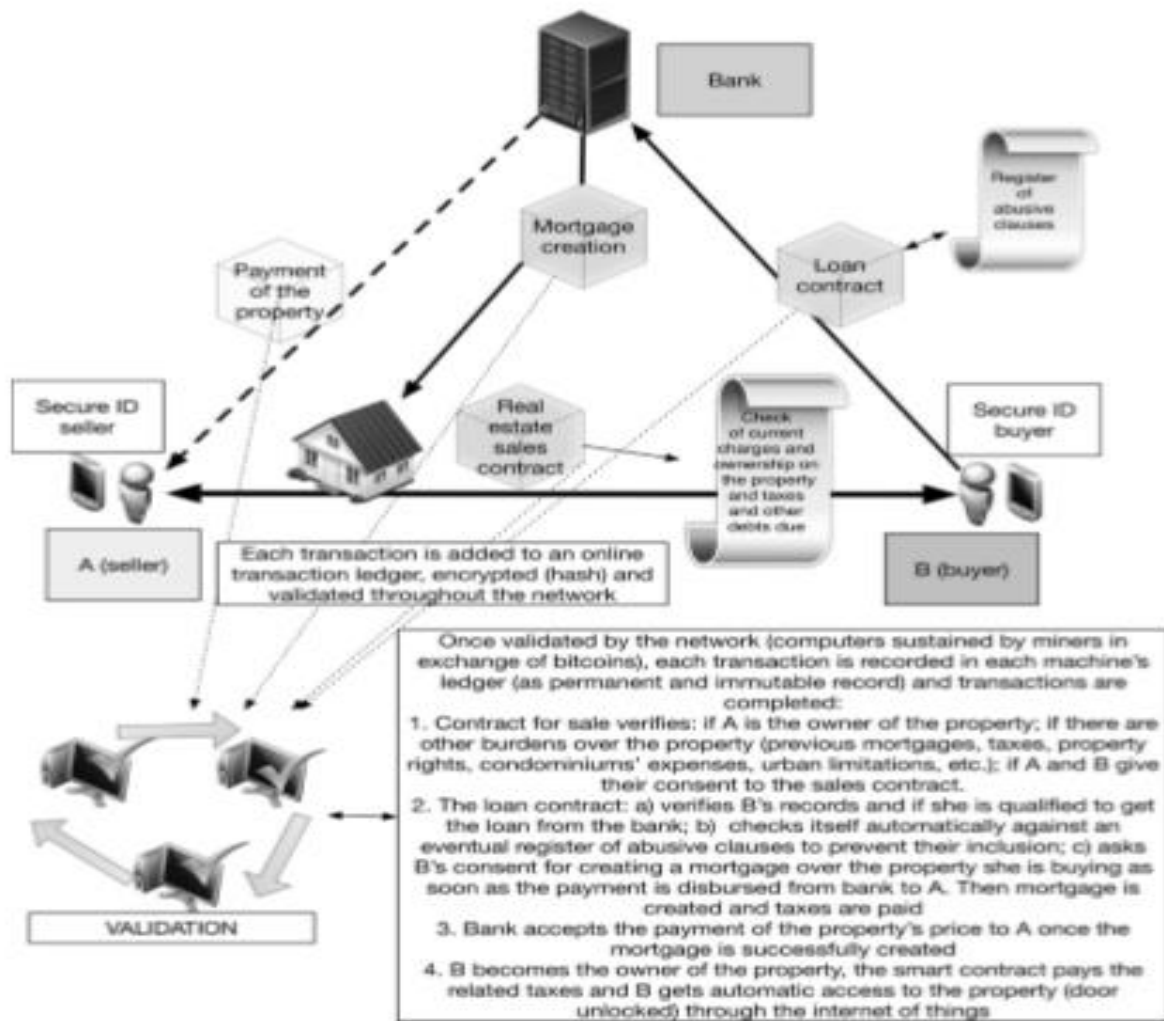 Bank
Register
of
abusive
clauses
Mortgage
creation
Loan
contract
Payment
of the
property
Secure ID
seller
Real
estate
sales
contract
Check
of current
charges and
ownership on
the property
and taxes
and other
debts due
Secure ID
buyer
A (seller)
Each transaction is added to an online
transaction ledger, encrypted (hash) and
validated throughout the network
B (buyer)
Once validated by the network (computers sustained by miners in
exchange of bitcoins), each transaction is recorded in each machine's
ledger (as permanent and immutable record) and transactions are
completed:
1. Contract for sale verifies: if A is the owner of the property; if there are
other burdens over the property (previous mortgages, taxes, property
rights, condominiums' expenses, urban limitations, etc.); if A and B give
their consent to the sales contract.
2. The loan contract: a) verifies B's records and if she is qualified to get
the loan from the bank; b) checks itself automatically against an
eventual register of abusive clauses to prevent their inclusion; c) asks
B's consent for creating a mortgage over the property she is buying as
soon as the payment is disbursed from bank to A. Then mortgage is
created and taxes are paid
3. Bank accepts the payment of the property's price to A once the
mortgage is successfully created
4. B becomes the owner of the property, the smart contract pays the
related taxes and B gets automatic access to the property (door
unlocked) through the internet of things
VALIDATION